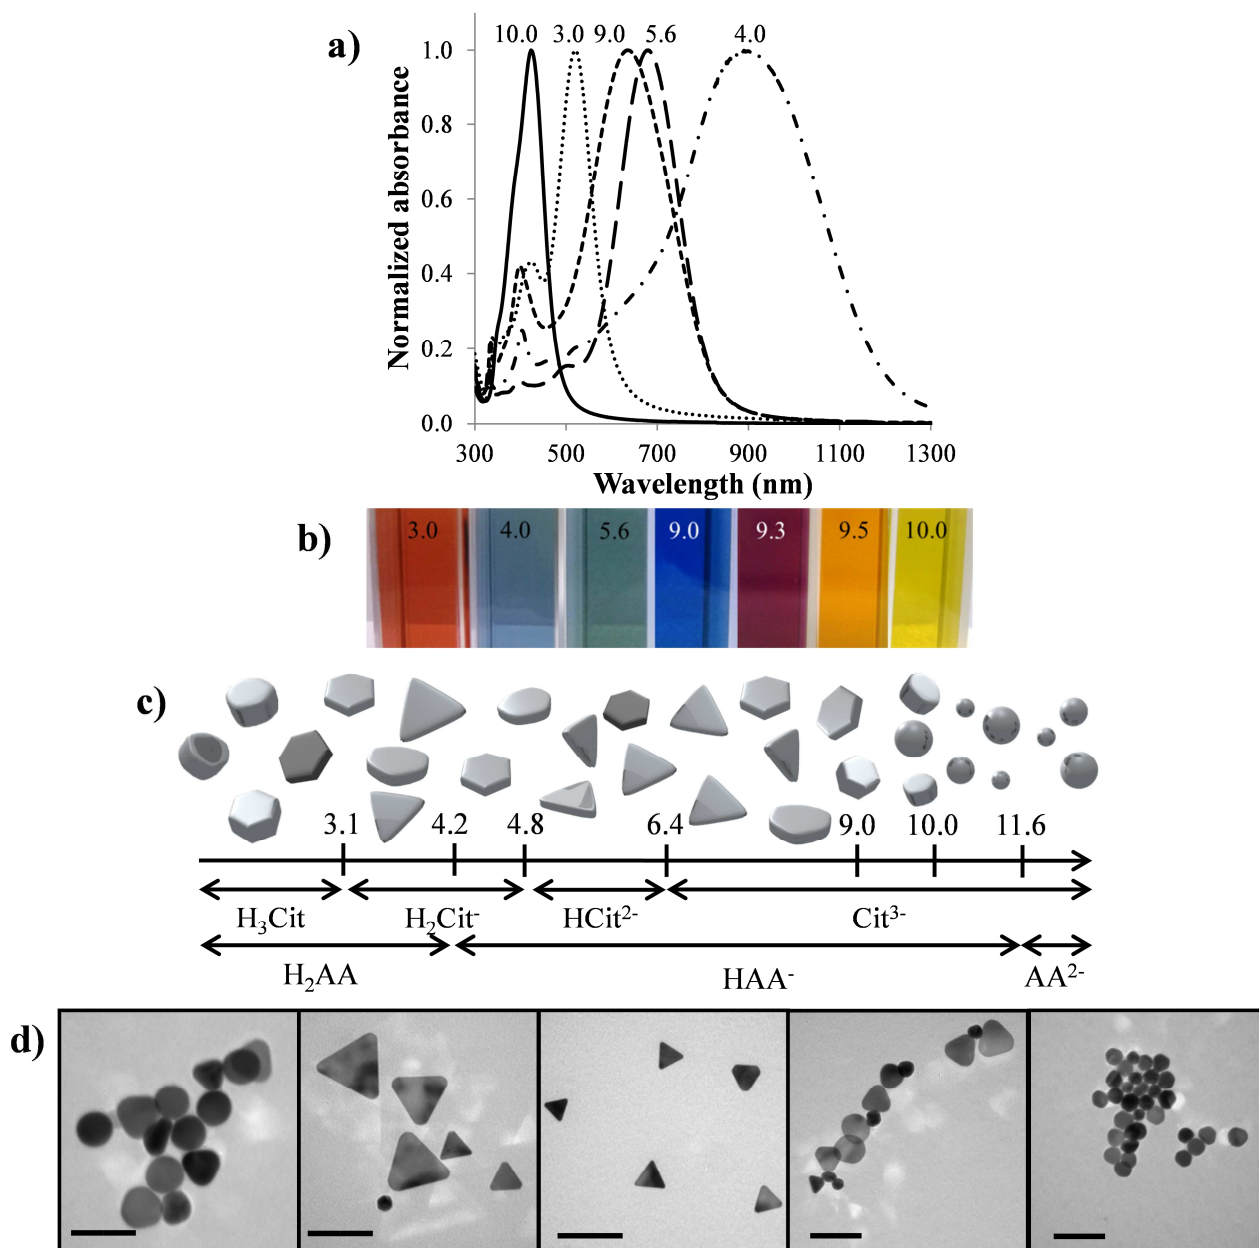 a)
10.0 3.0 9.0 5.6 4.0
Normalized absorbance
1.0
0.8
0.6
0.4
0.2
0.0
300 500 700 900 1100 1300
Wavelength (nm)
b)
3.0 4.0 5.6 9.0 9.3 9.5 10.0
c)
3.1 4.2 4.8 6.4 9.0 10.0 11.6
H₃Cit H₂Cit⁻ HCit²⁻ Cit³⁻
H₂AA HAA⁻ AA²⁻
d)